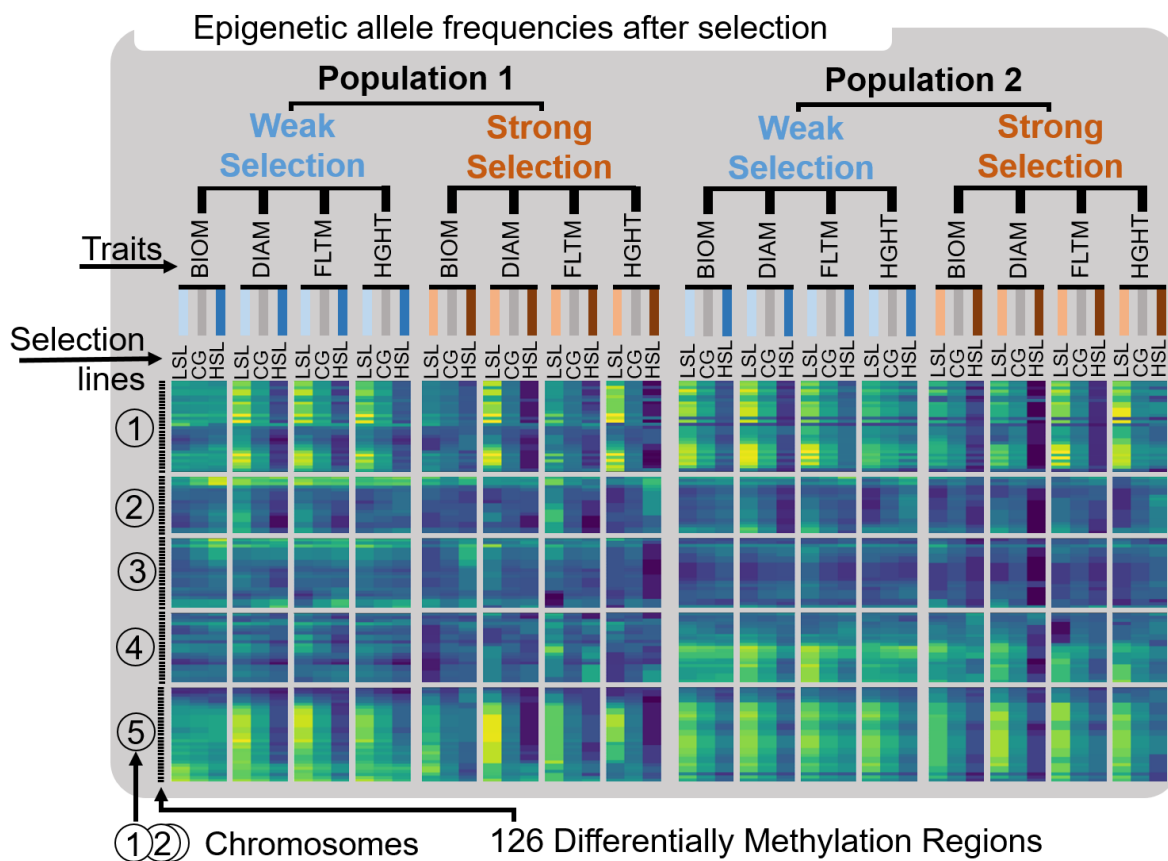 Epigenetic allele frequencies after selection
Population 1 Population 2
Weak Selection Strong Selection Weak Selection Strong Selection
Traits BIOM DIAM FLTM HGHT BIOM DIAM FLTM HGHT BIOM DIAM FLTM HGHT BIOM DIAM FLTM HGHT
Selection lines LSL CG HSL LSL CG HSL LSL CG HSL LSL CG HSL LSL CG HSL LSL CG HSL LSL CG HSL LSL CG HSL LSL CG HSL LSL CG HSL LSL CG HSL LSL CG HSL LSL CG HSL LSL CG HSL LSL CG HSL LSL CG HSL
1
2
3
4
5
1 2 Chromosomes 126 Differentially Methylation Regions